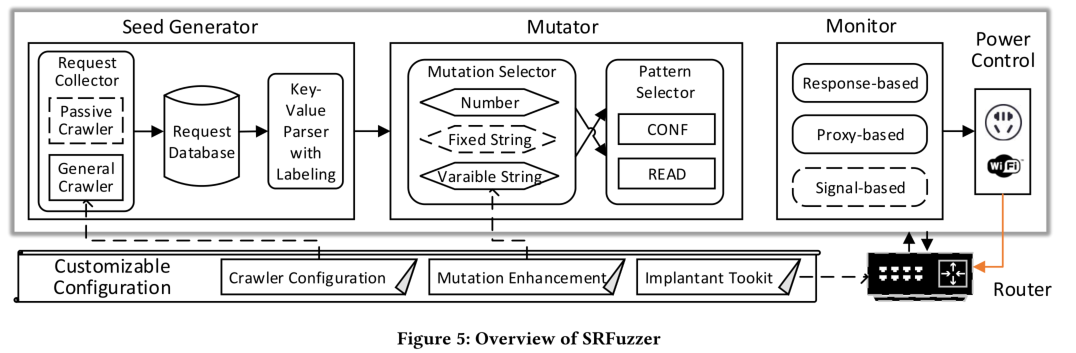 Seed Generator
Mutator
Monitor
Power
Control
Request
Collector
Passive
Crawler
General
Crawler
Request
Database
Key-
Value
Parser
with
Labeling
Mutation Selector
Number
Fixed String
Varaible String
Pattern
Selector
CONF
READ
Response-based
Proxy-based
Signal-based
WiFi
Customizable
Configuration
Crawler Configuration
Mutation Enhancement
Implantant Tookit
Router
Figure 5: Overview of SRFuzzer